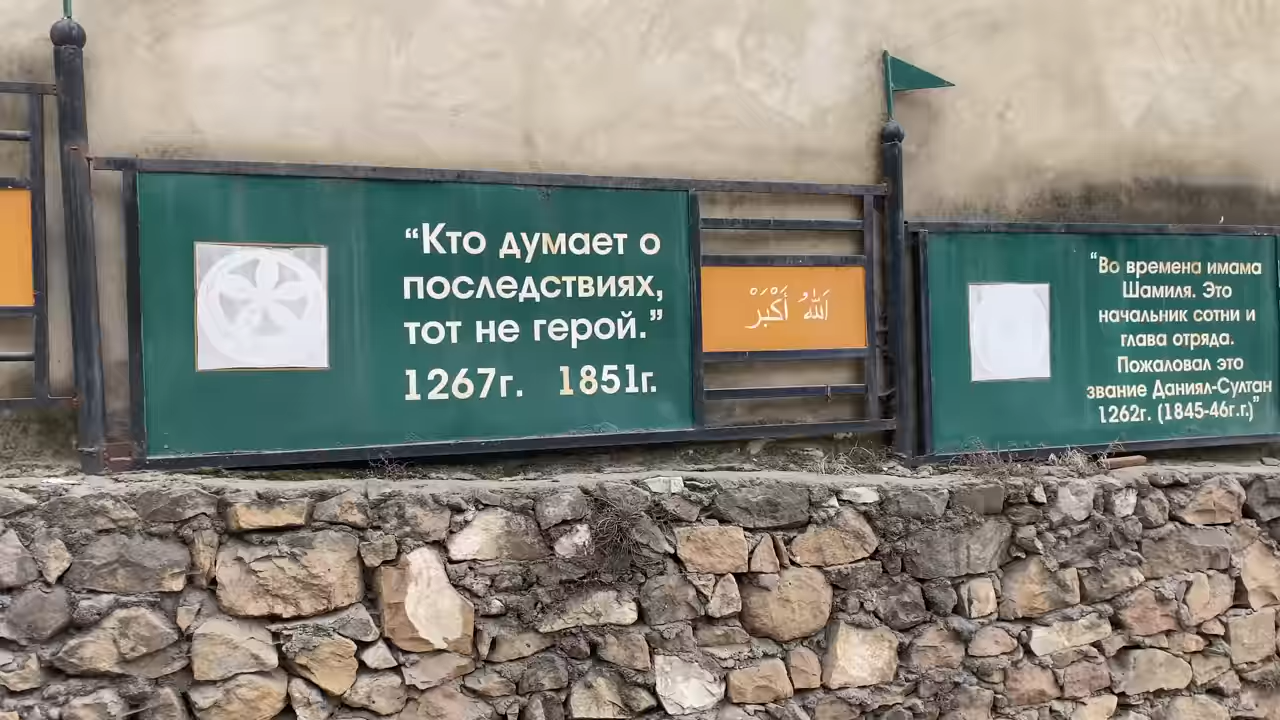 “Кто думает о
последствиях,
тот не герой.”
1267г. 1851г.
اَللهُ أَكْبَرْ
“Во времена имама
Шамиля. Это
начальник сотни и
глава отряда.
Пожаловал это
звание Даниял-Султан
1262г. (1845-46г.г.)”